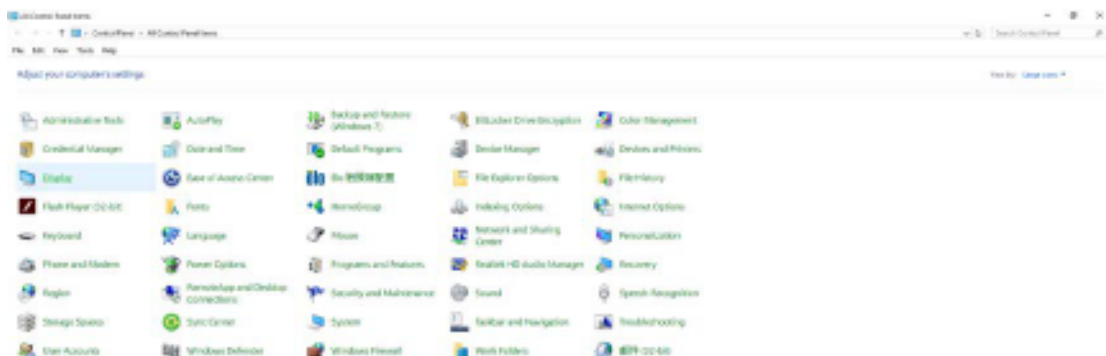 All Control Panel Items
Control Panel > All Control Panel Items
Search Control Panel
File Edit View Tools Help
Adjust your computer's settings
View by: Large icons
Administrative Tools
AutoPlay
Backup and Restore
(Windows 7)
BitLocker Drive Encryption
Color Management
Credential Manager
Date and Time
Default Programs
Device Manager
Devices and Printers
Display
Ease of Access Center
File Explorer Options
File History
Flash Player (32-bit)
Fonts
HomeGroup
Indexing Options
Internet Options
Keyboard
Language
Mouse
Network and Sharing
Center
Personalization
Phone and Modem
Power Options
Programs and Features
Realtek HD Audio Manager
Recovery
Region
RemoteApp and Desktop
Connections
Security and Maintenance
Sound
Speech Recognition
Storage Spaces
Sync Center
System
Taskbar and Navigation
Troubleshooting
User Accounts
Windows Defender
Windows Firewall
Work Folders
邮件 (32-bit)